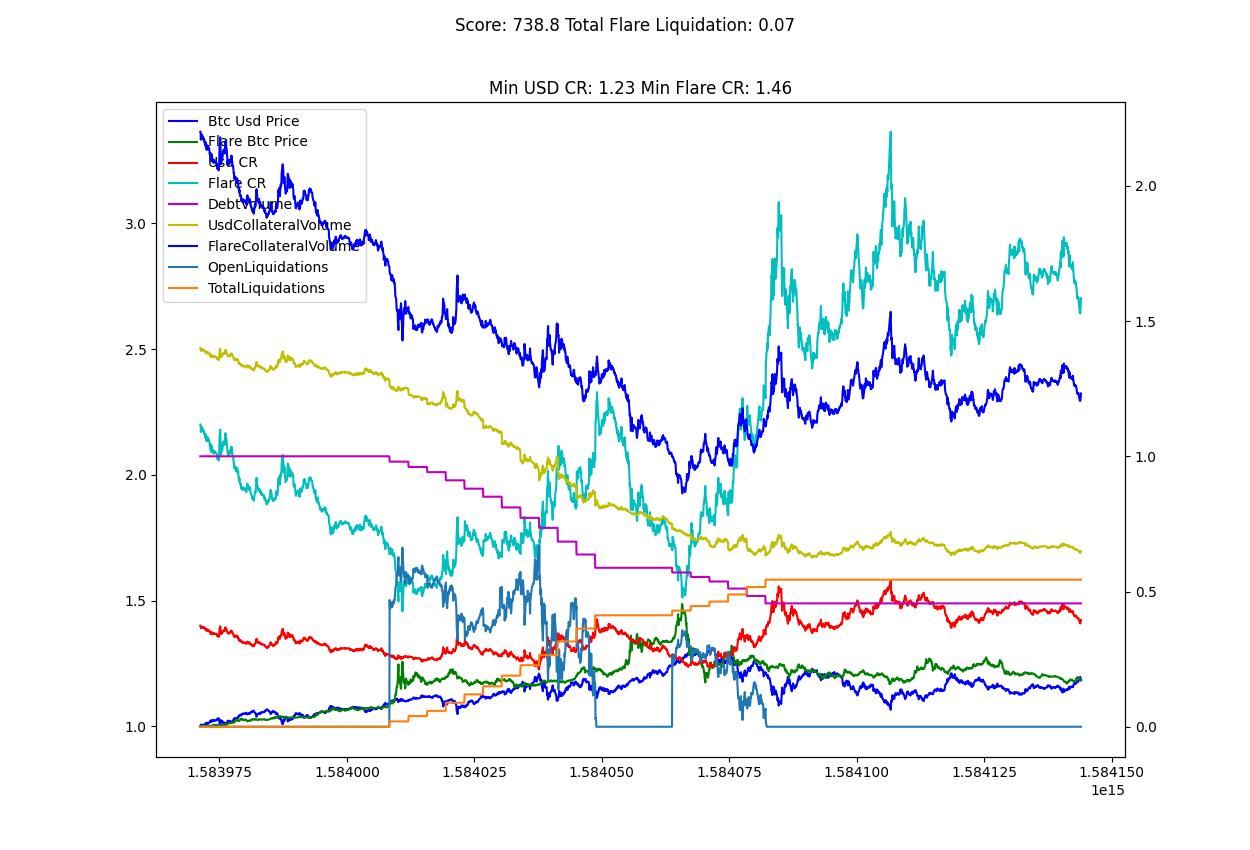 Score: 738.8 Total Flare Liquidation: 0.07
Min USD CR: 1.23 Min Flare CR: 1.46
Btc Usd Price
Flare Btc Price
Usd CR
Flare CR
DebtVolume
UsdCollateralVolume
FlareCollateralVolume
OpenLiquidations
TotalLiquidations
3.0
2.5
2.0
1.5
1.0
2.0
1.5
1.0
0.5
0.0
1.583975
1.584000
1.584025
1.584050
1.584075
1.584100
1.584125
1.584150
1e15